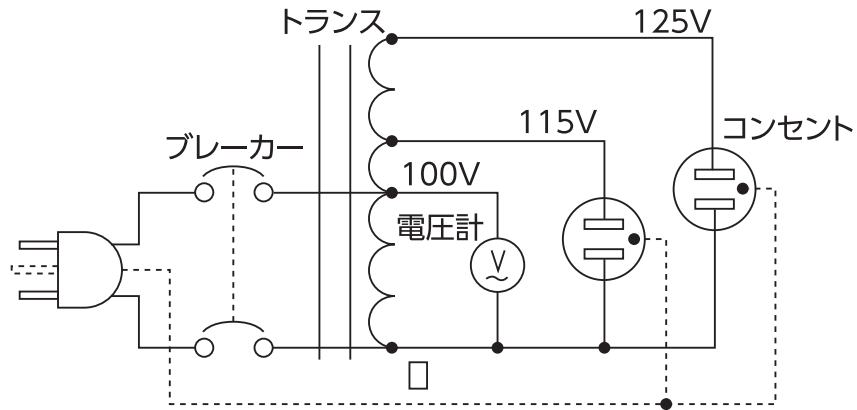 トランス
125V
115V
コンセント
ブレーカー
100V
電圧計
V